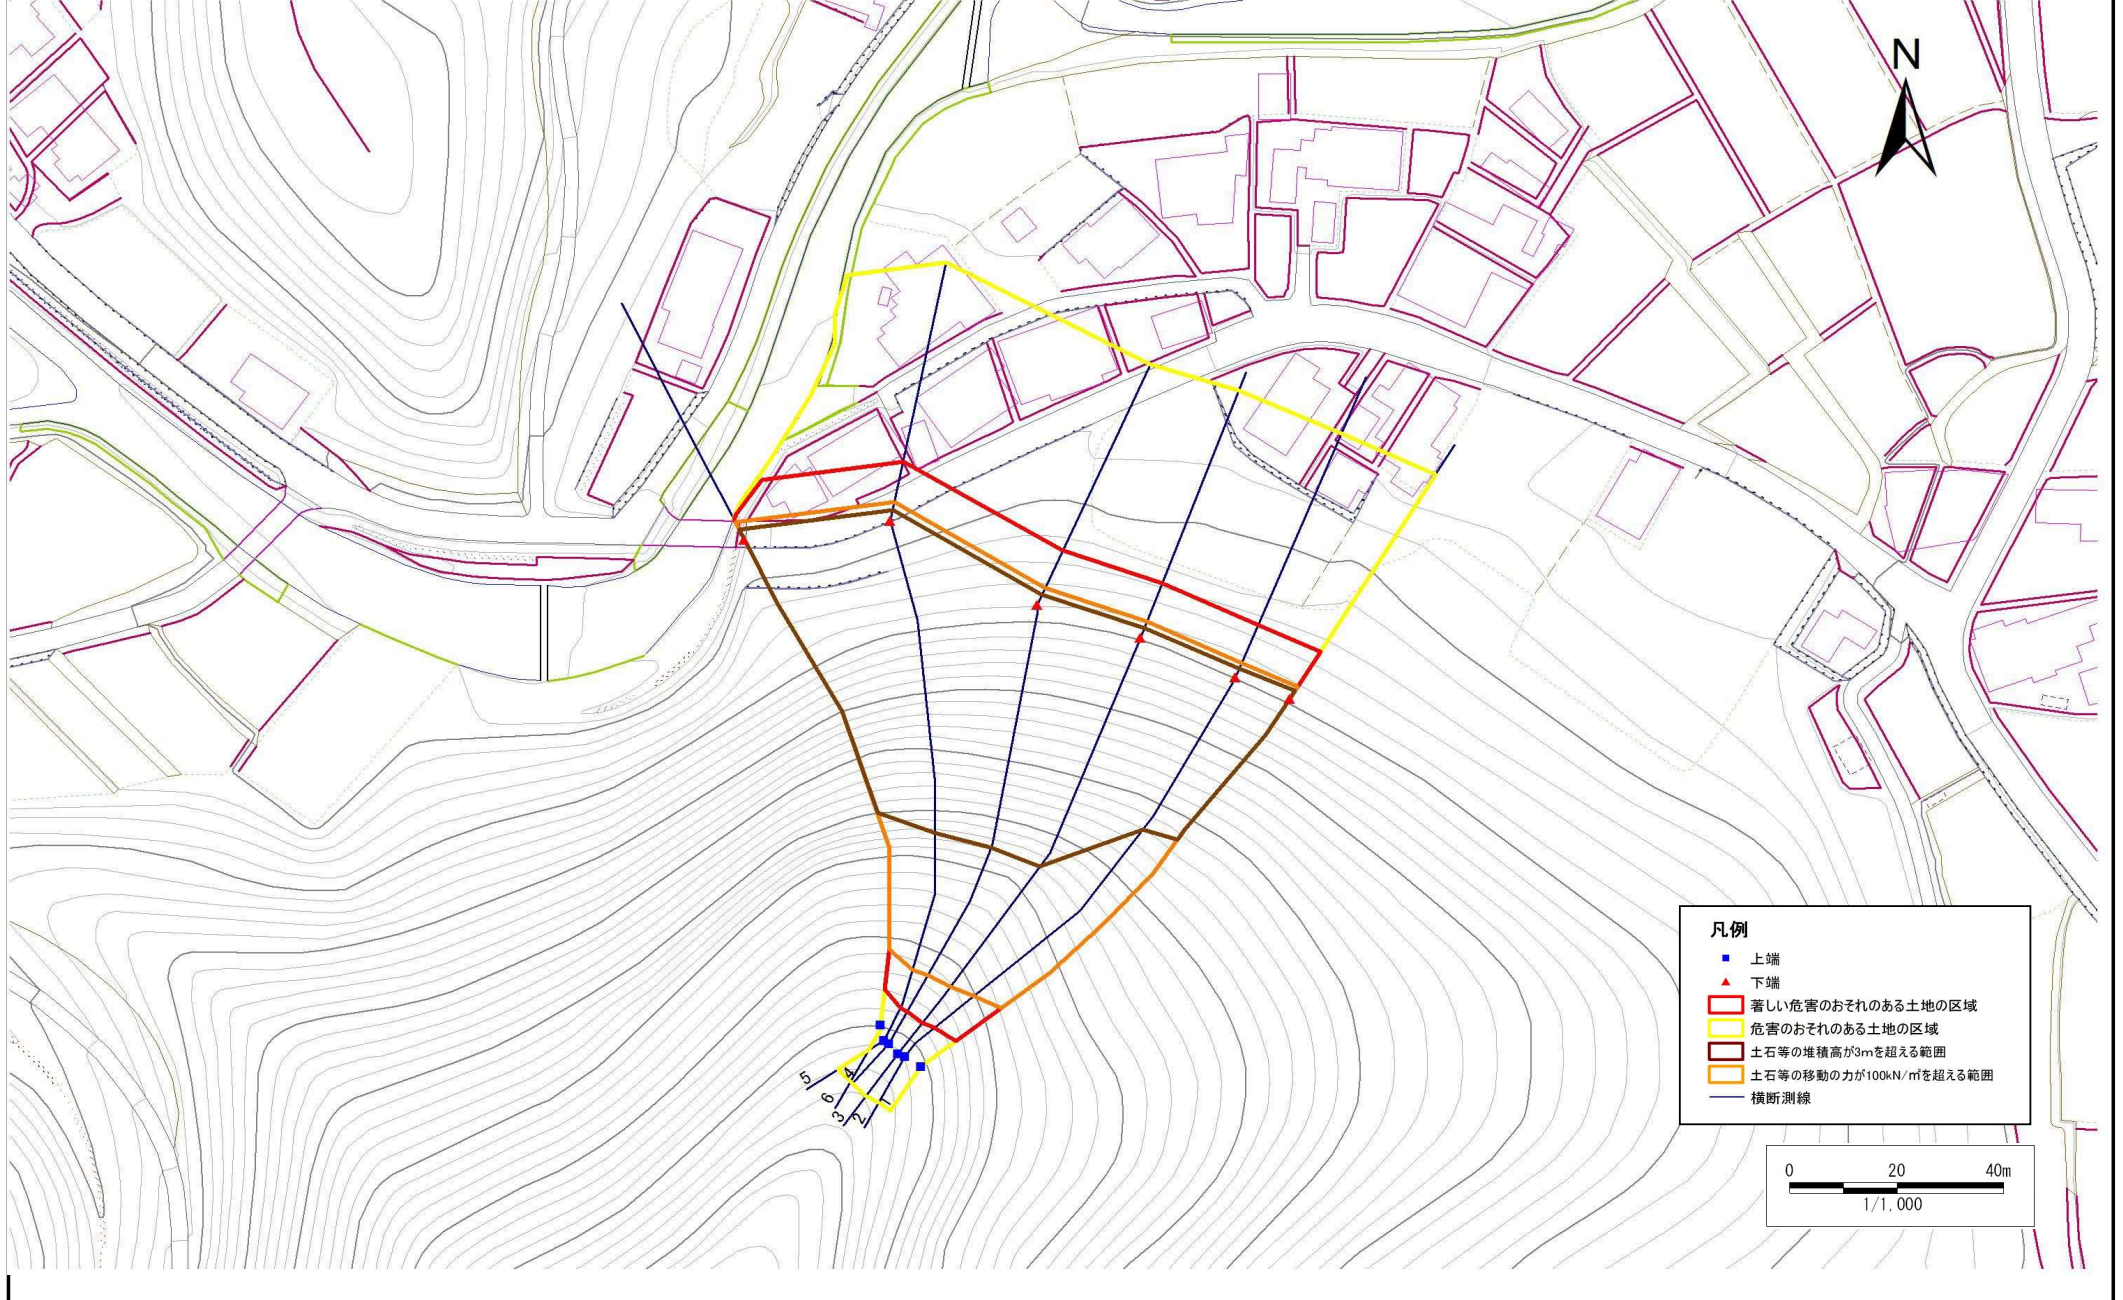 N
5
4
6
3
2
1
凡例
上端
下端
著しい危害のおそれのある土地の区域
危害のおそれのある土地の区域
土石等の堆積高が3mを超える範囲
土石等の移動の力が100kN/㎡を超える範囲
横断測線
0 20 40m
1/1,000